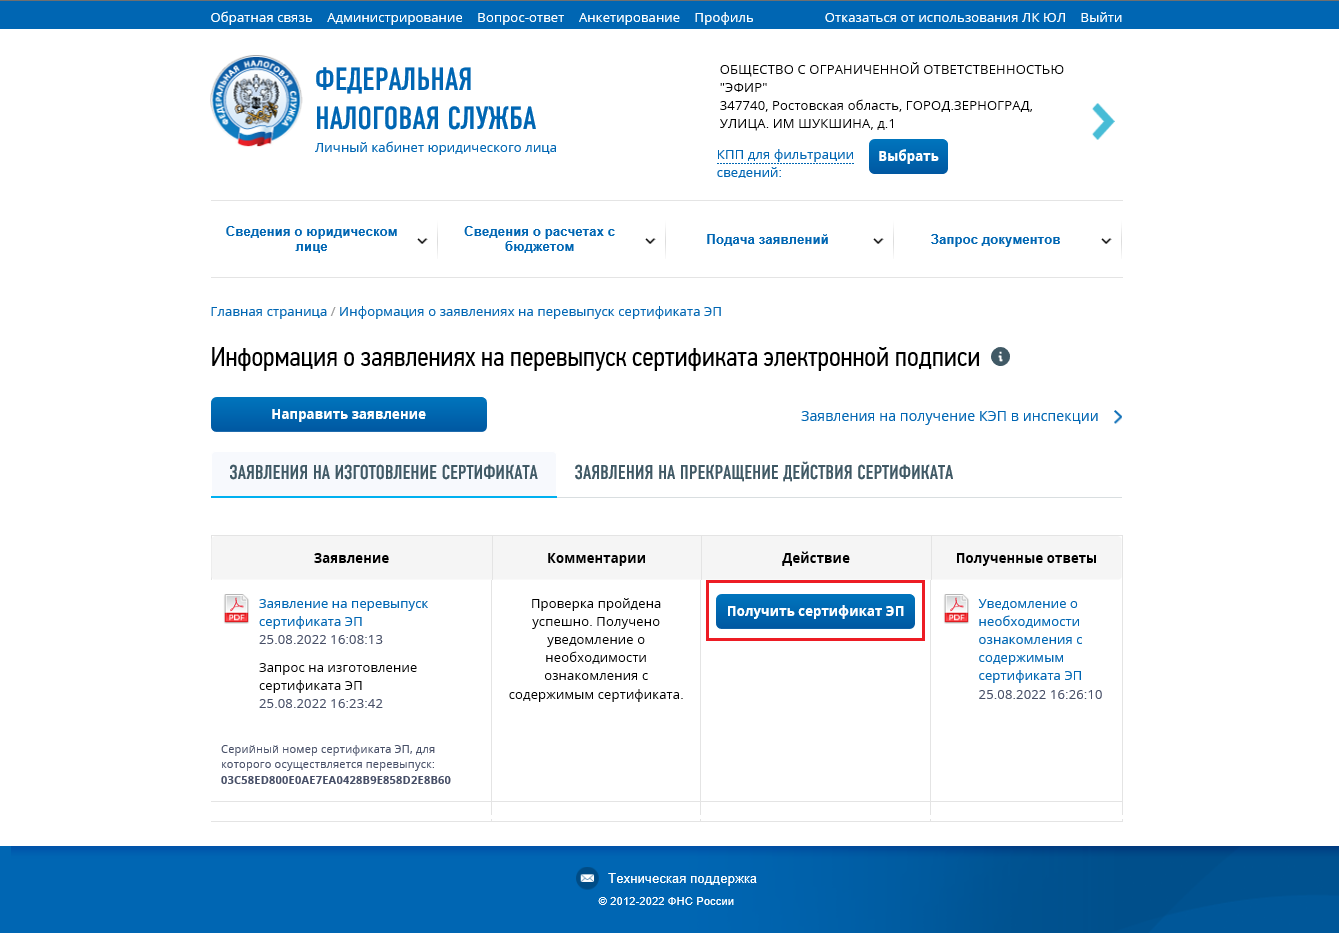 Обратная связь Администрирование Вопрос-ответ Анкетирование Профиль Отказаться от использования ЛК ЮЛ Выйти
ФЕДЕРАЛЬНАЯ НАЛОГОВАЯ СЛУЖБА
ФЕДЕРАЛЬНАЯ
НАЛОГОВАЯ СЛУЖБА
Личный кабинет юридического лица
ОБЩЕСТВО С ОГРАНИЧЕННОЙ ОТВЕТСТВЕННОСТЬЮ
"ЭФИР"
347740, Ростовская область, ГОРОД.ЗЕРНОГРАД,
УЛИЦА. ИМ ШУКШИНА, д.1
КПП для фильтрации
сведений:
Выбрать
Сведения о юридическом
лице
Сведения о расчетах с
бюджетом
Подача заявлений
Запрос документов
Главная страница / Информация о заявлениях на перевыпуск сертификата ЭП
Информация о заявлениях на перевыпуск сертификата электронной подписи
Направить заявление
Заявления на получение КЭП в инспекции
ЗАЯВЛЕНИЯ НА ИЗГОТОВЛЕНИЕ СЕРТИФИКАТА
ЗАЯВЛЕНИЯ НА ПРЕКРАЩЕНИЕ ДЕЙСТВИЯ СЕРТИФИКАТА
Заявление Комментарии Действие Полученные ответы
PDF
Заявление на перевыпуск
сертификата ЭП
25.08.2022 16:08:13
Запрос на изготовление
сертификата ЭП
25.08.2022 16:23:42
Серийный номер сертификата ЭП, для
которого осуществляется перевыпуск:
03C58ED800E0AE7EA0428B9E858D2E8B60
Проверка пройдена
успешно. Получено
уведомление о
необходимости
ознакомления с
содержимым сертификата.
Получить сертификат ЭП
PDF
Уведомление о
необходимости
ознакомления с
содержимым
сертификата ЭП
25.08.2022 16:26:10
Техническая поддержка
© 2012-2022 ФНС России